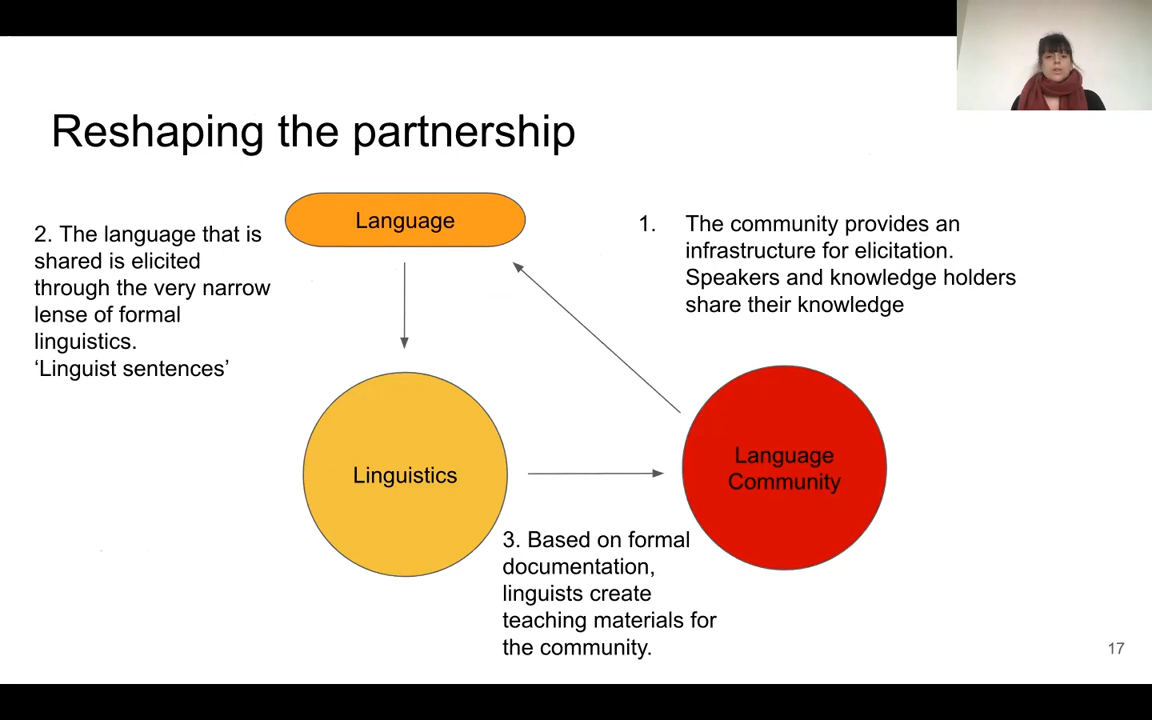 Reshaping the partnership
Language
2. The language that is
shared is elicited
through the very narrow
lense of formal
linguistics.
‘Linguist sentences’
1. The community provides an
infrastructure for elicitation.
Speakers and knowledge holders
share their knowledge
Linguistics
Language
Community
3. Based on formal
documentation,
linguists create
teaching materials for
the community.
17